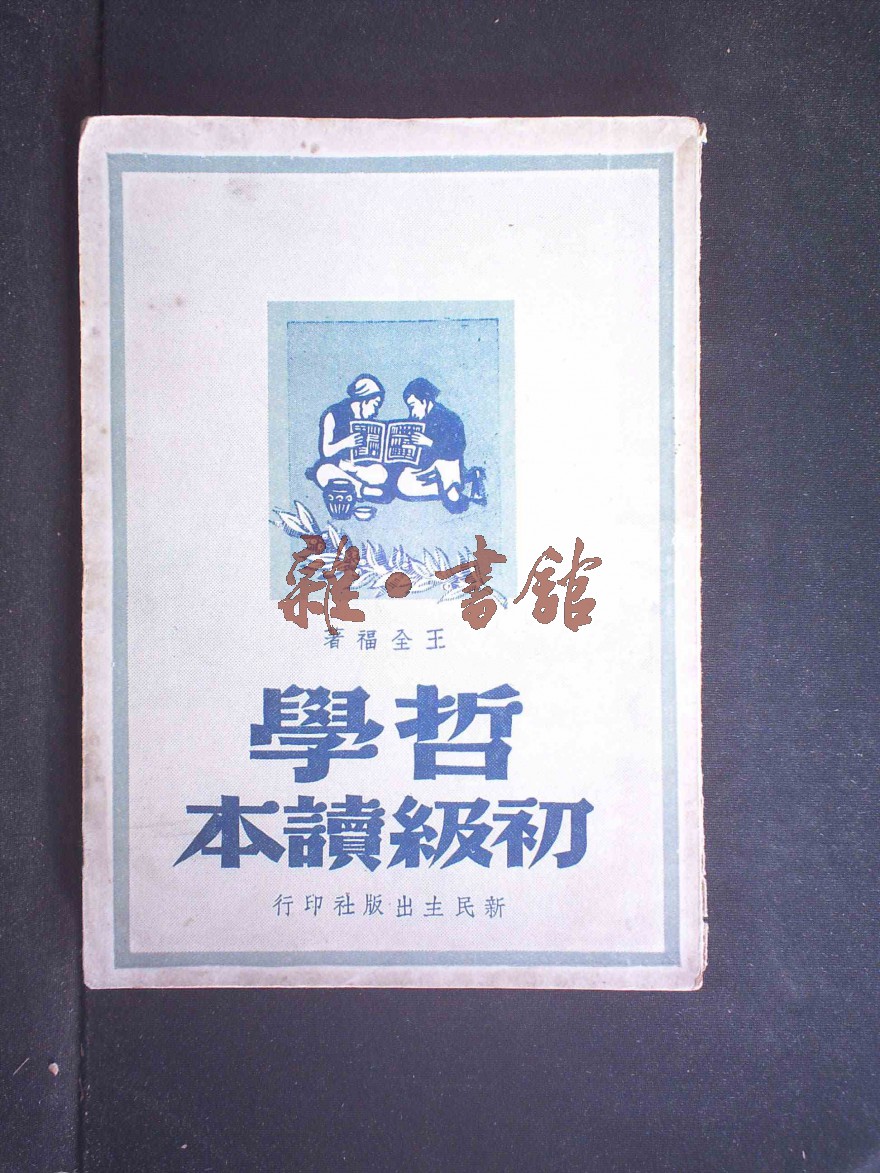 雜·書館
王全福著
哲學
初級讀本
新民主出版社印行